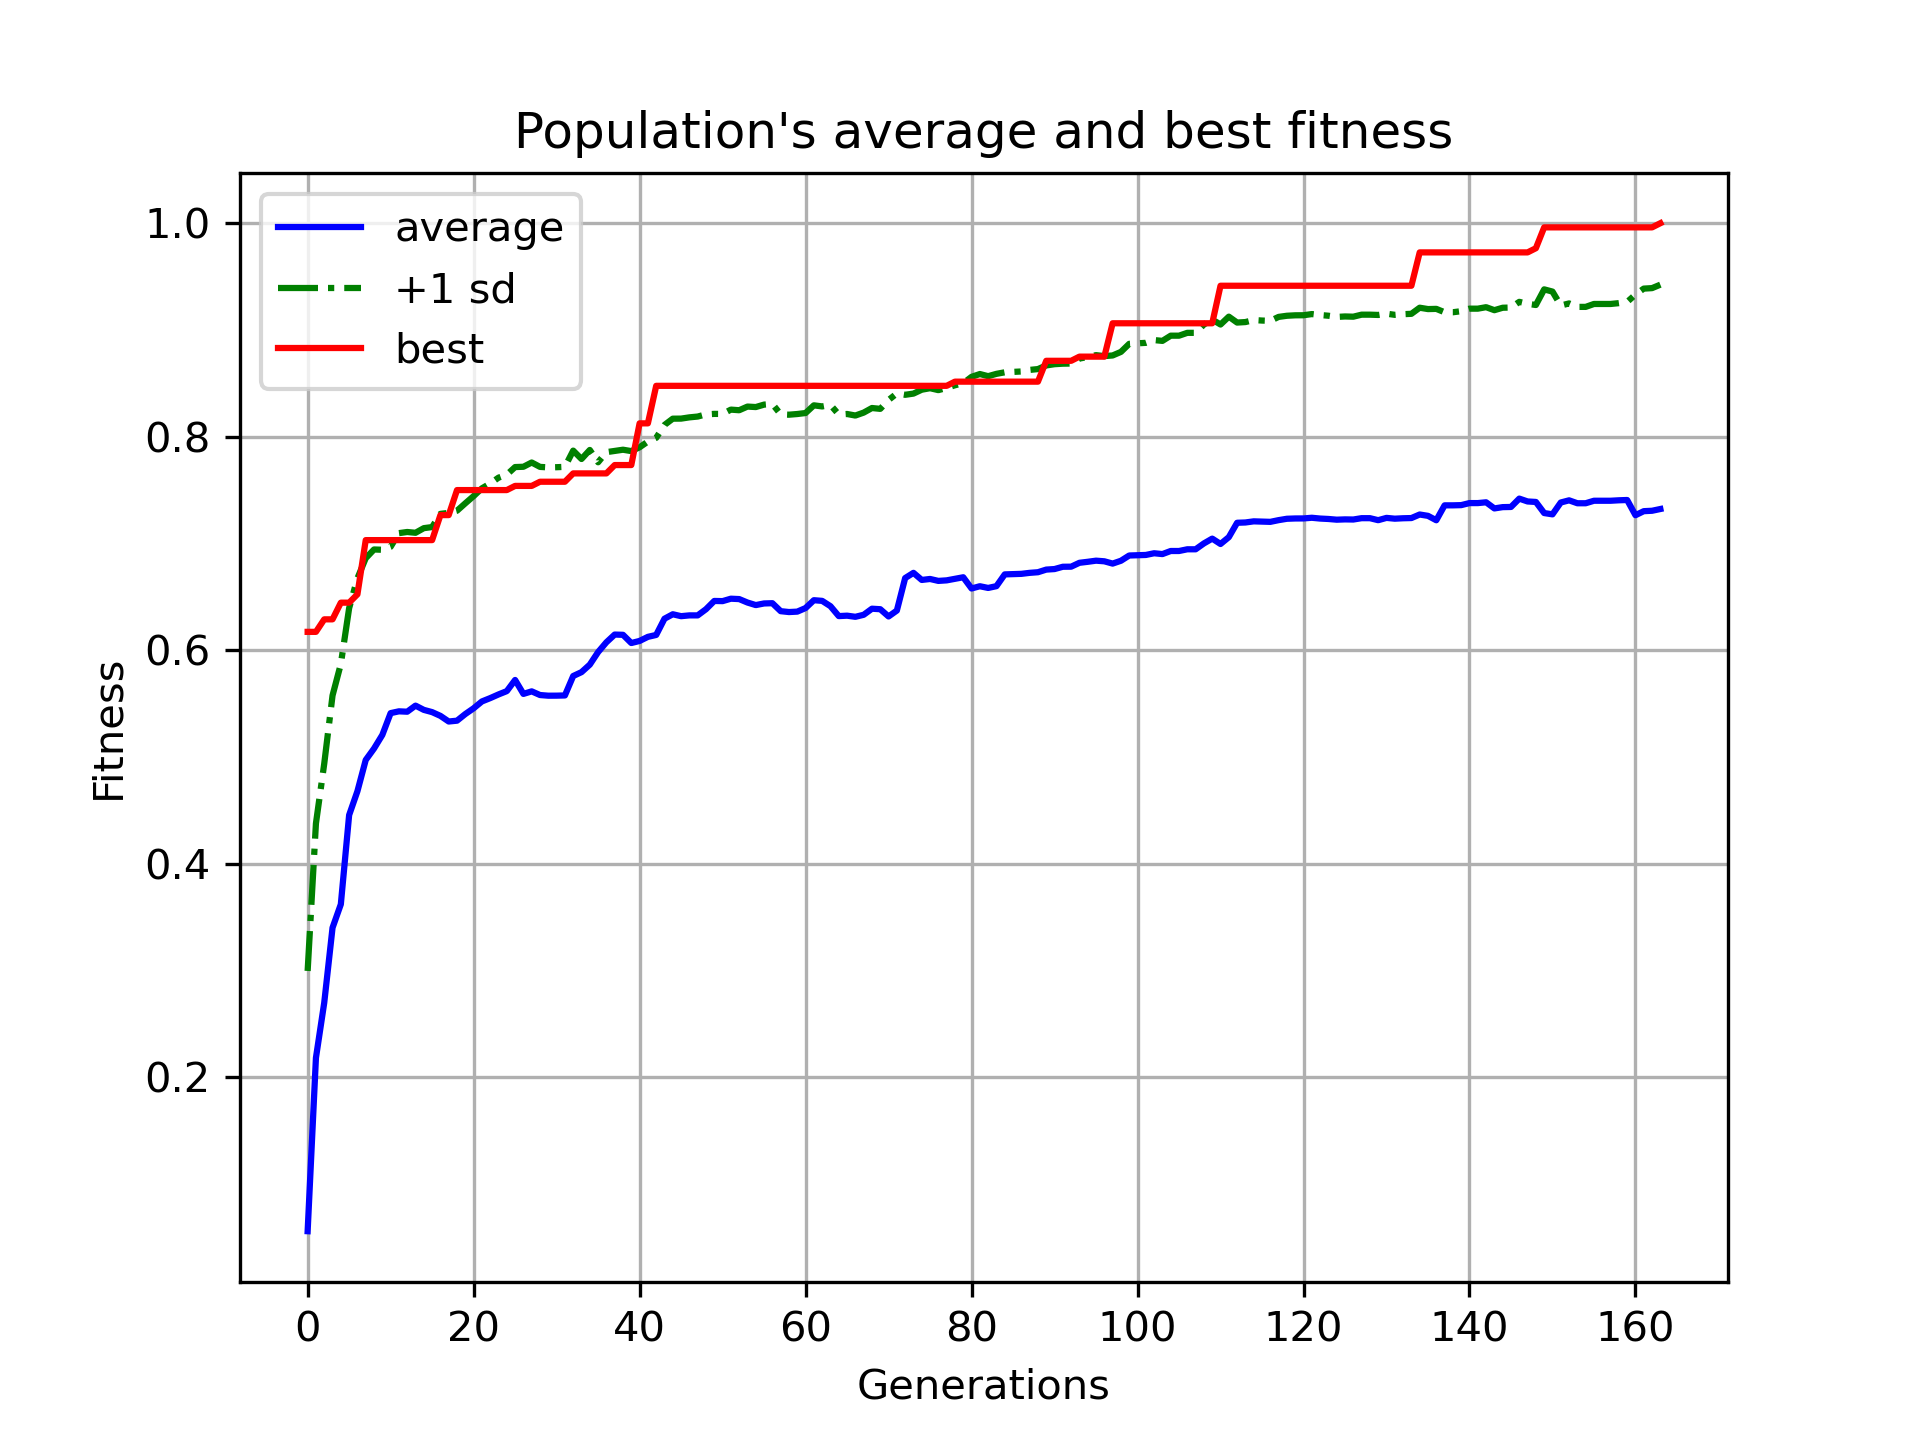 Population's average and best fitness
average
+1 sd
best
1.0
0.8
0.6
0.4
0.2
Fitness
0 20 40 60 80 100 120 140 160
Generations